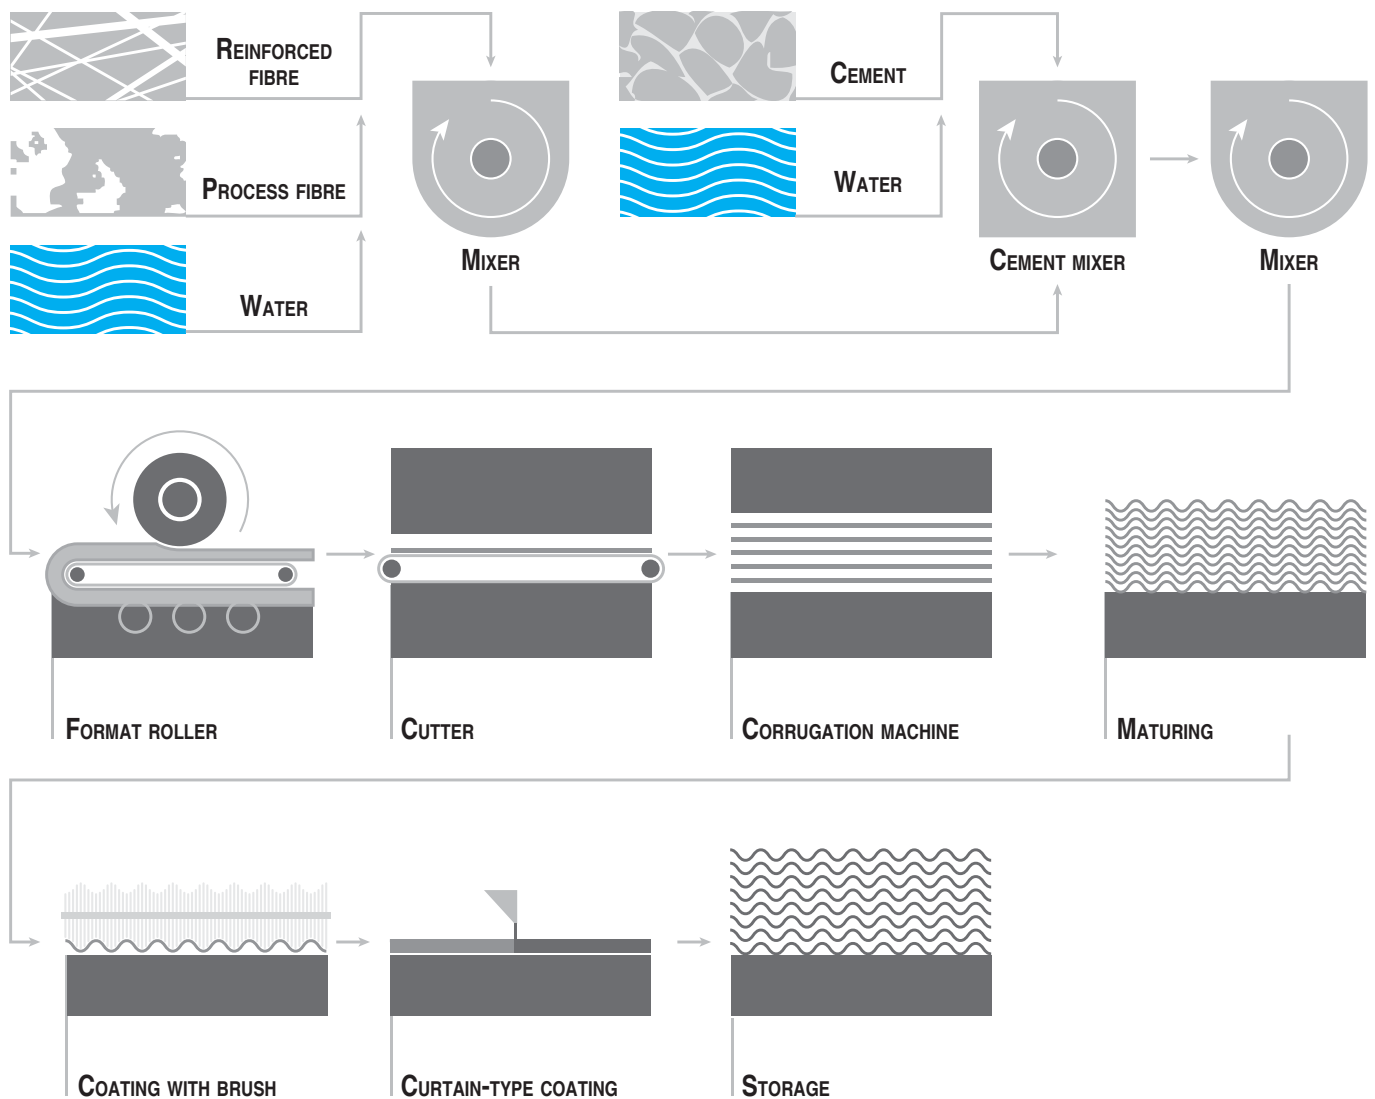 Reinforced
fibre
Cement
Process fibre
Water
Water
Mixer
Cement mixer
Mixer
Format roller
Cutter
Corrugation machine
Maturing
Coating with brush
Curtain-type coating
Storage